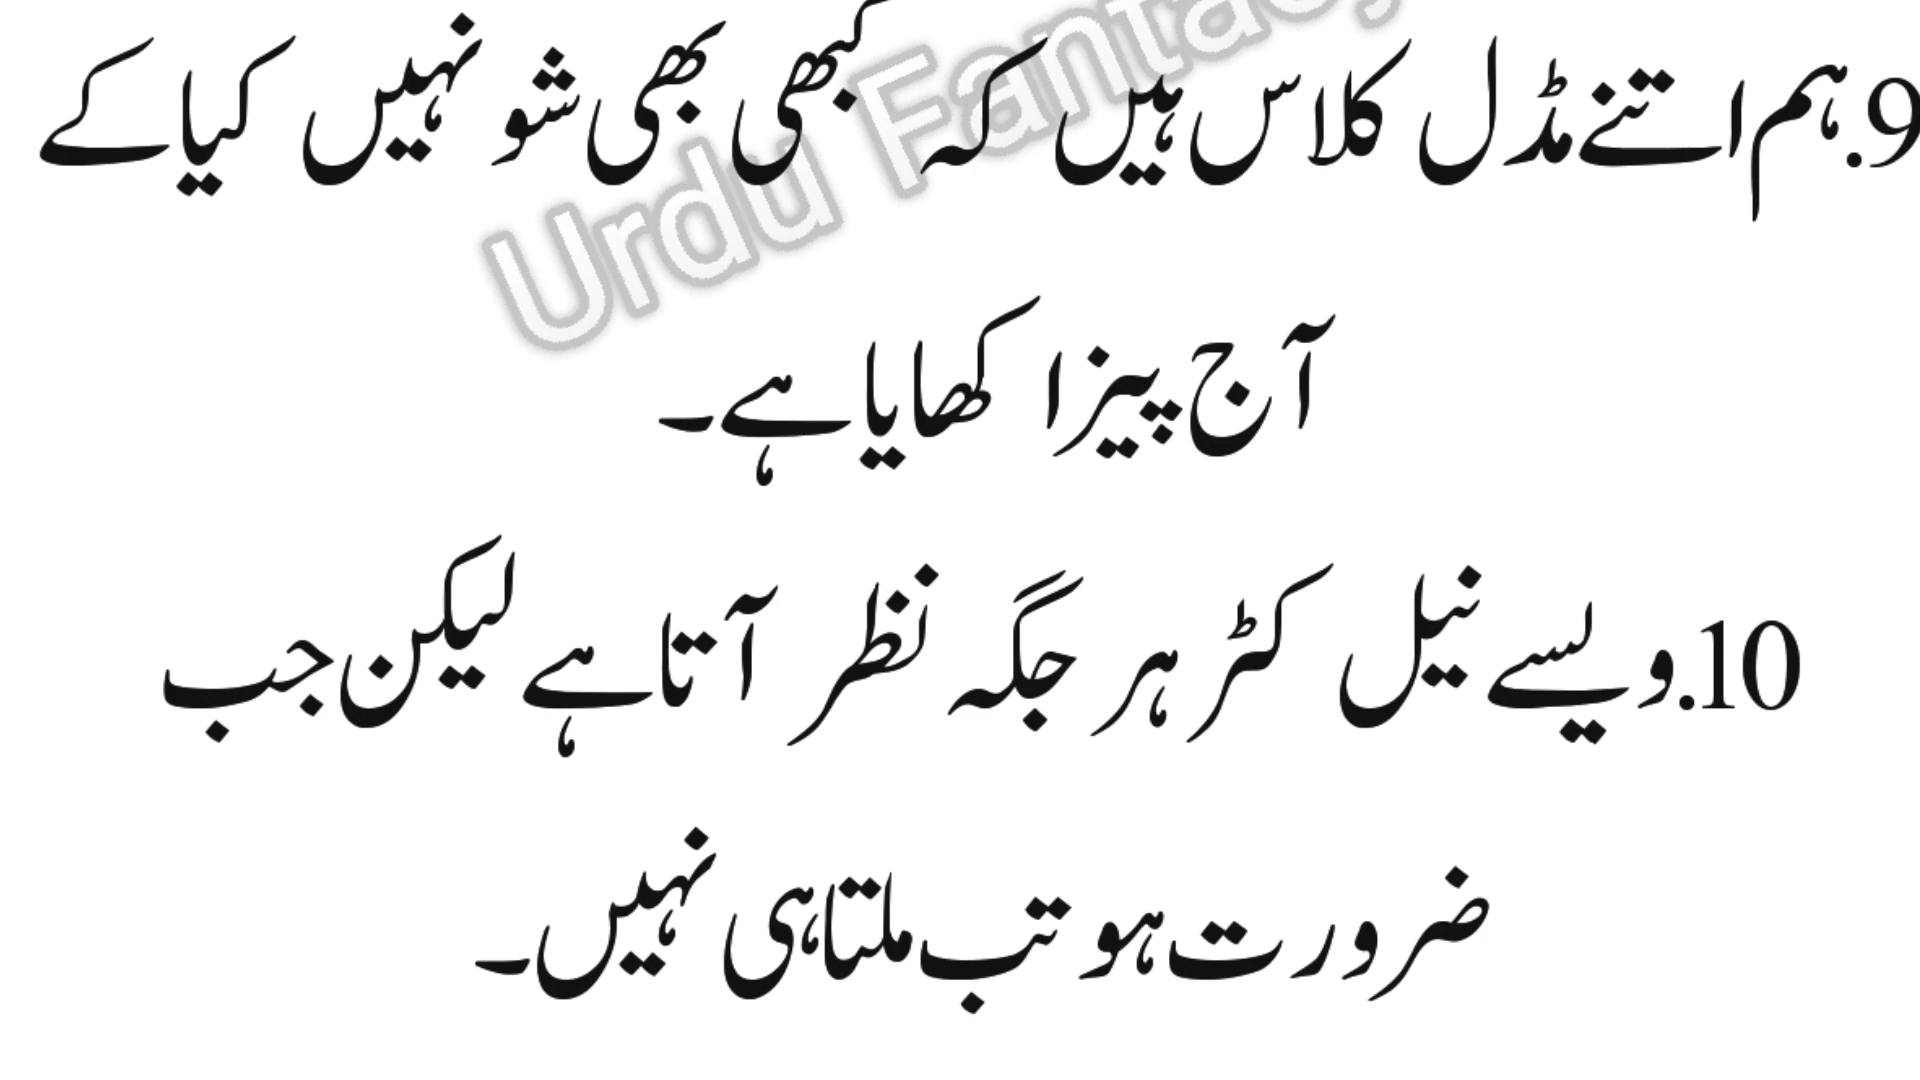 9.ہم اتنے مڈل کلاس ہیں کہ کبھی بھی شو نہیں کیا کے
آج پیزا کھایا ہے۔
10.ویسے نیل کٹر ہر جگہ نظر آتا ہے لیکن جب
ضرورت ہو تب ملتا ہی نہیں۔
Urdu Fantasy